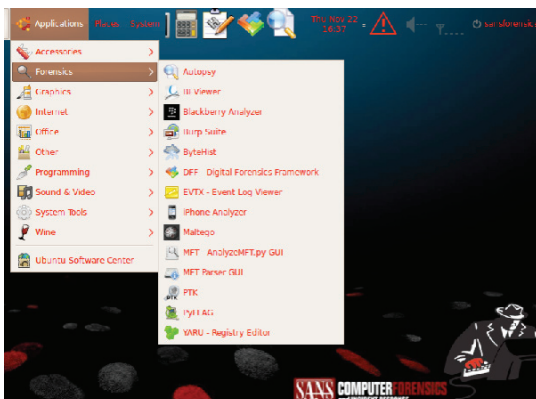 Applications Places System
Thu Nov 22
16:37
sansforensics
Accessories
Forensics
Graphics
Internet
Office
Other
Programming
Sound & Video
System Tools
Wine
Ubuntu Software Center
Autopsy
Blackberry Analyzer
Burp Suite
ByteHist
DFF - Digital Forensics Framework
EVTX - Event Log Viewer
iPhone Analyzer
Maltego
MFT - AnalyzeMFT.py GUI
MFT Parser GUI
PTK
PyFLAG
YARU - Registry Editor
SANS COMPUTER FORENSICS